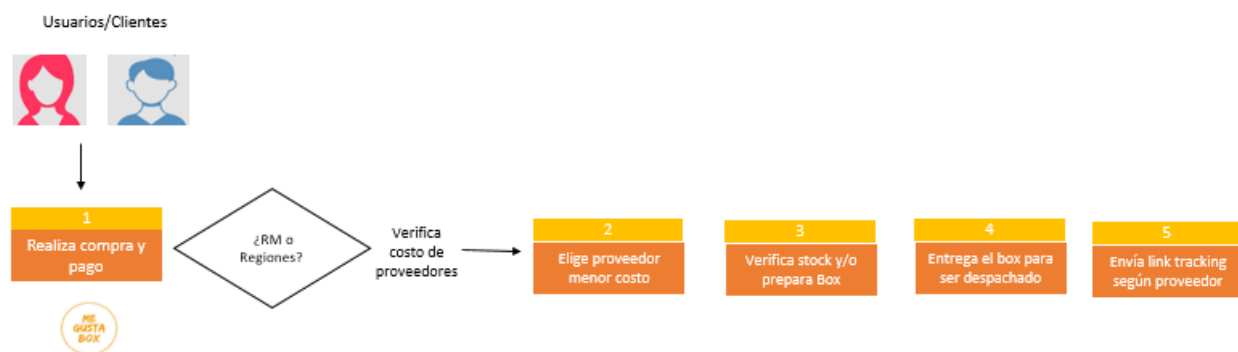 Usuarios/Clientes
1
Realiza compra y
pago
¿RM o
Regiones?
Verifica
costo de
proveedores
2
Elige proveedor
menor costo
3
Verifica stock y/o
prepara Box
4
Entrega el box para
ser despachado
5
Envía link tracking
según proveedor
ME
GUSTA
BOX